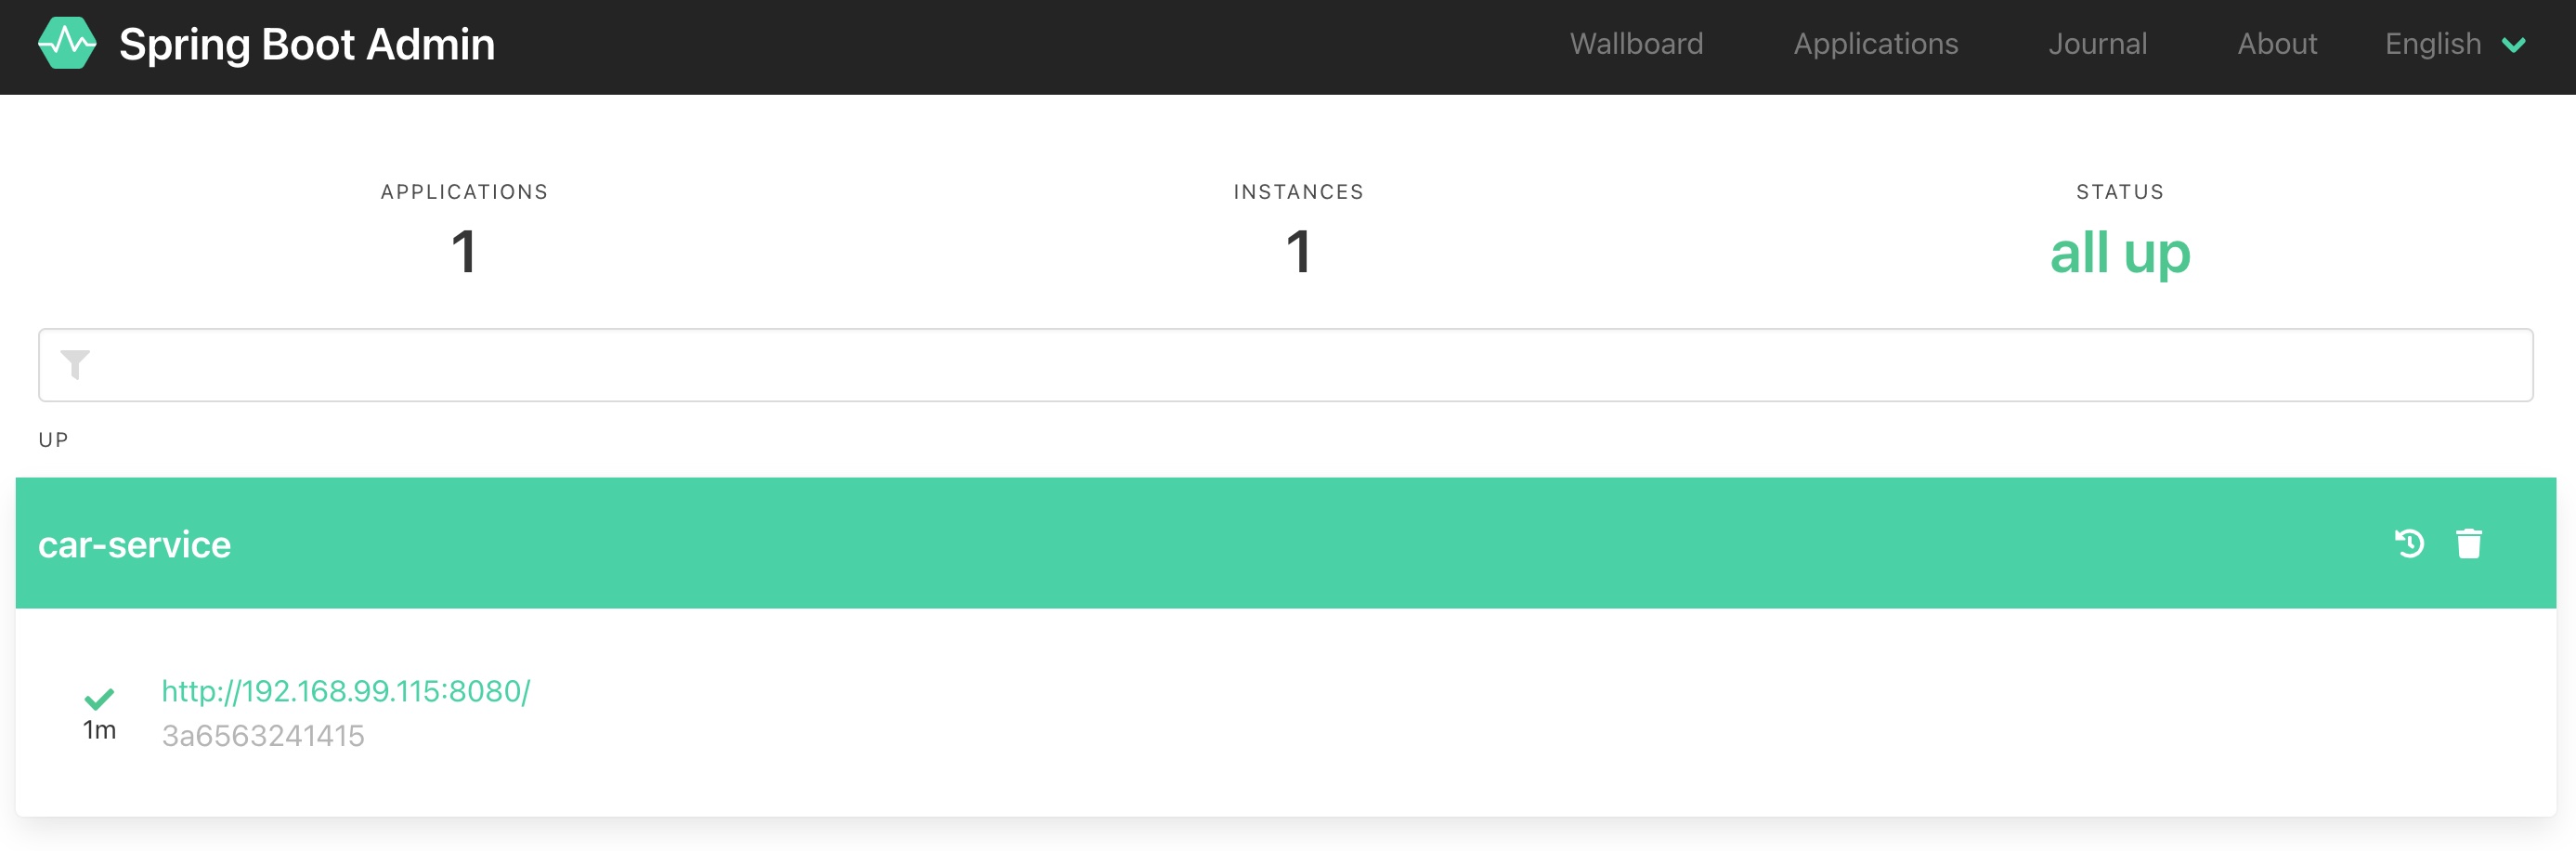 Spring Boot Admin
Wallboard
Applications
Journal
About
English
APPLICATIONS
1
INSTANCES
1
STATUS
all up
UP
car-service
1m
http://192.168.99.115:8080/
3a6563241415